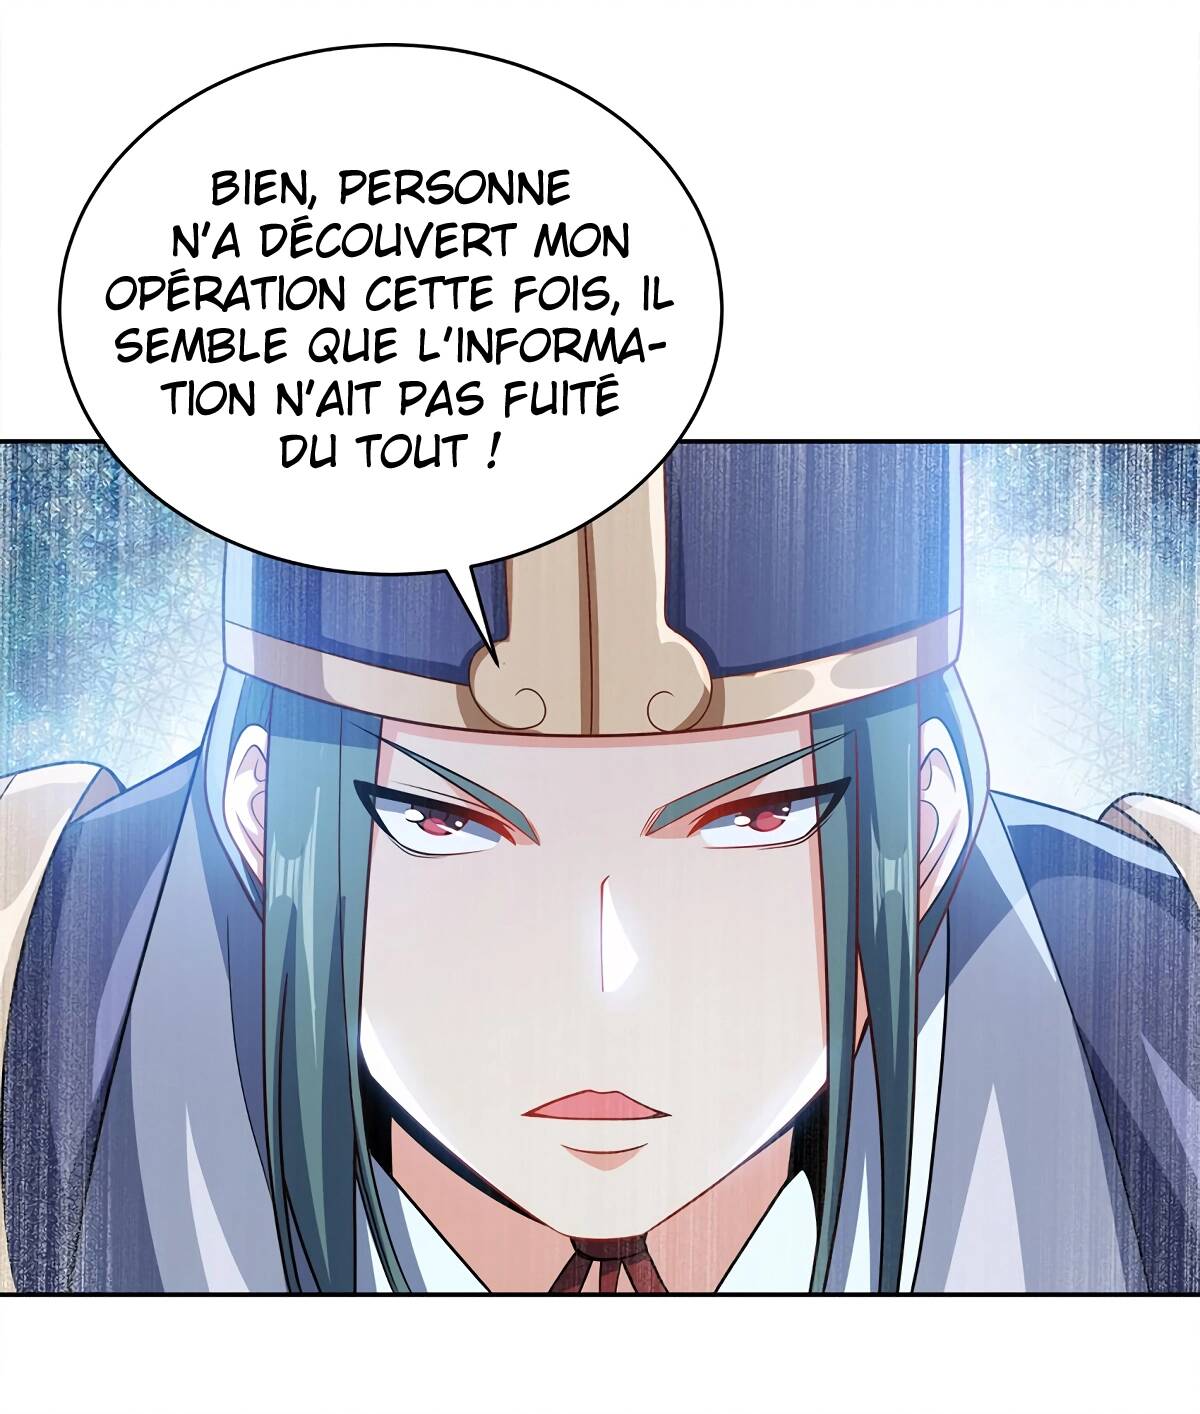 BIEN, PERSONNE
N'A DÉCOUVERT MON
OPÉRATION CETTE FOIS, IL
SEMBLE QUE L'INFORMA-
TION N'AIT PAS FUITÉ
DU TOUT !